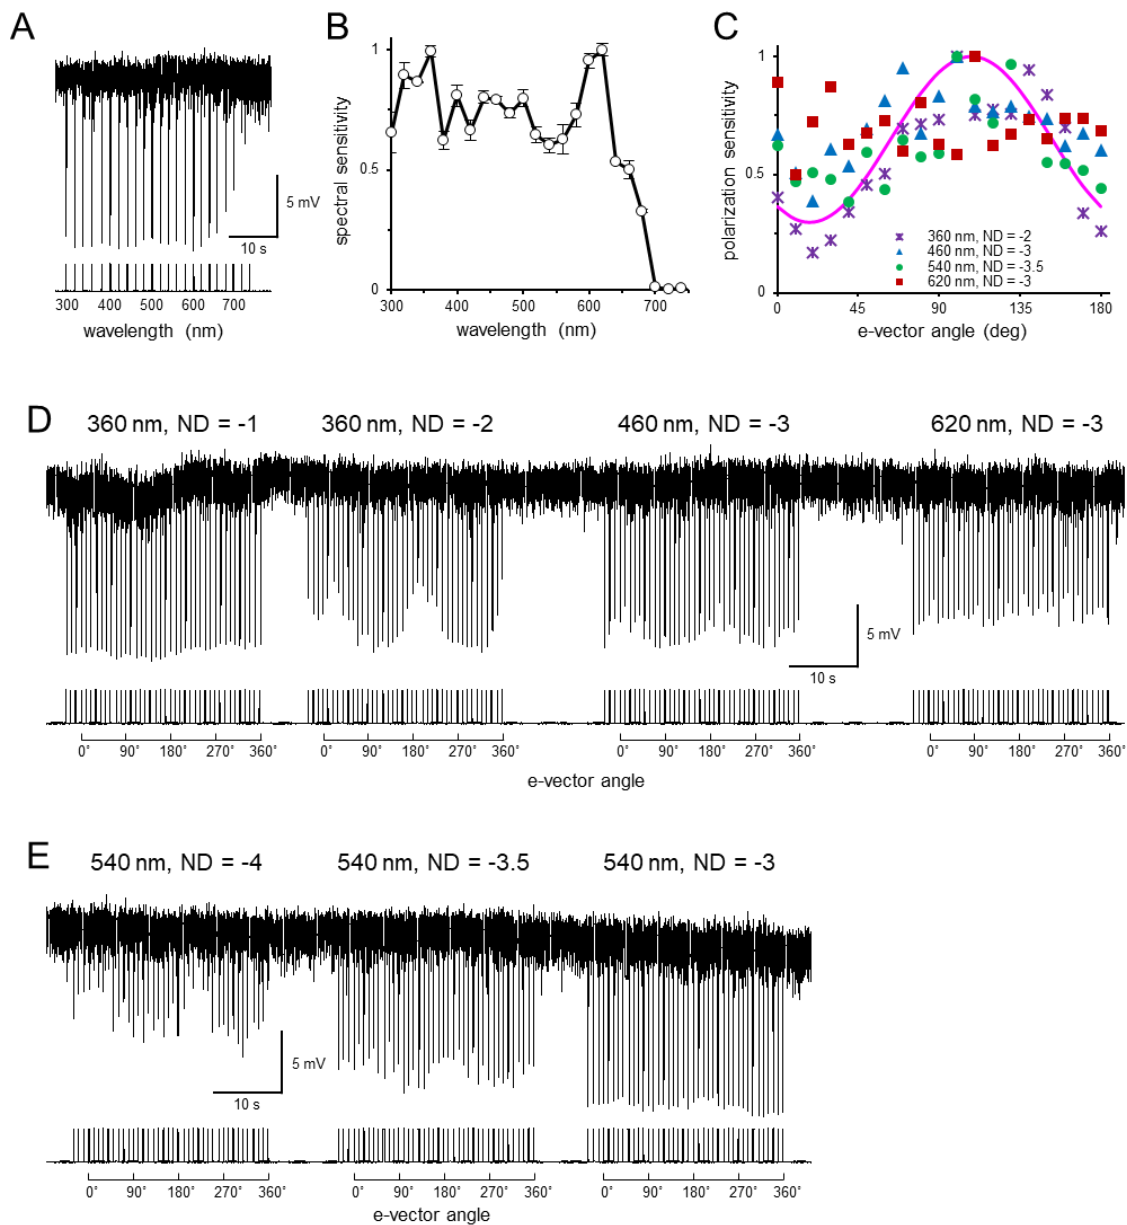 A
5 mV
10 s
300 400 500 600 700
wavelength (nm)
B
spectral sensitivity
1
0.5
0
300 400 500 600 700
wavelength (nm)
C
polarization sensitivity
1
0.5
0
360 nm, ND = -2
460 nm, ND = -3
540 nm, ND = -3.5
620 nm, ND = -3
0 45 90 135 180
e-vector angle (deg)
D
360 nm, ND = -1 360 nm, ND = -2 460 nm, ND = -3 620 nm, ND = -3
5 mV
10 s
0° 90° 180° 270° 360° 0° 90° 180° 270° 360° 0° 90° 180° 270° 360° 0° 90° 180° 270° 360°
e-vector angle
E
540 nm, ND = -4 540 nm, ND = -3.5 540 nm, ND = -3
5 mV
10 s
0° 90° 180° 270° 360° 0° 90° 180° 270° 360° 0° 90° 180° 270° 360°
e-vector angle